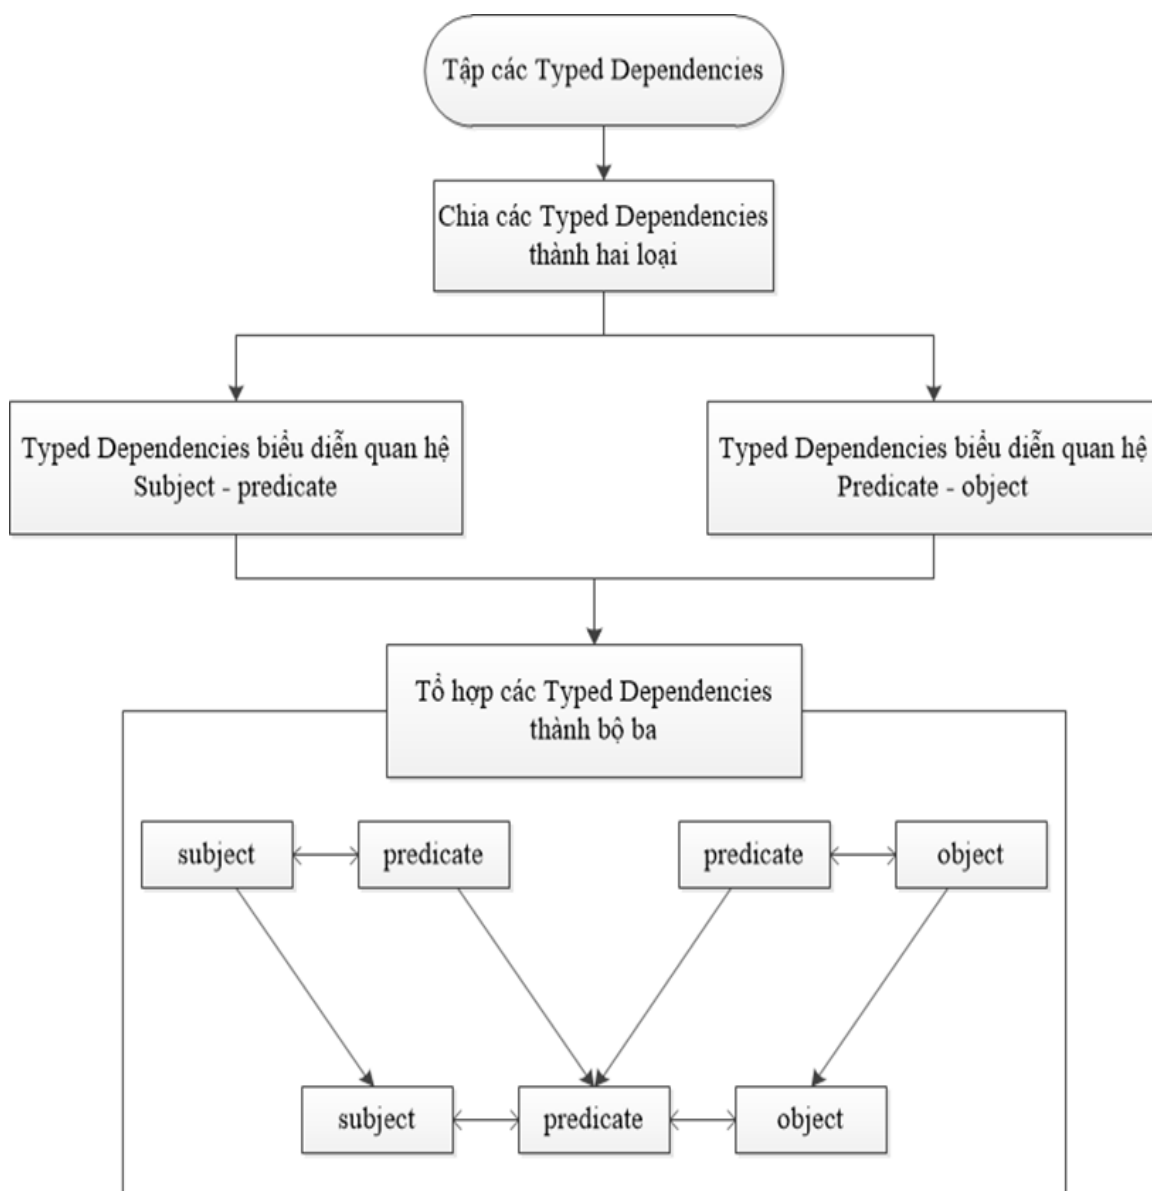 Tập các Typed Dependencies
Chia các Typed Dependencies
thành hai loại
Typed Dependencies biểu diễn quan hệ
Subject - predicate
Typed Dependencies biểu diễn quan hệ
Predicate - object
Tổ hợp các Typed Dependencies
thành bộ ba
subject
predicate
predicate
object
subject
predicate
object